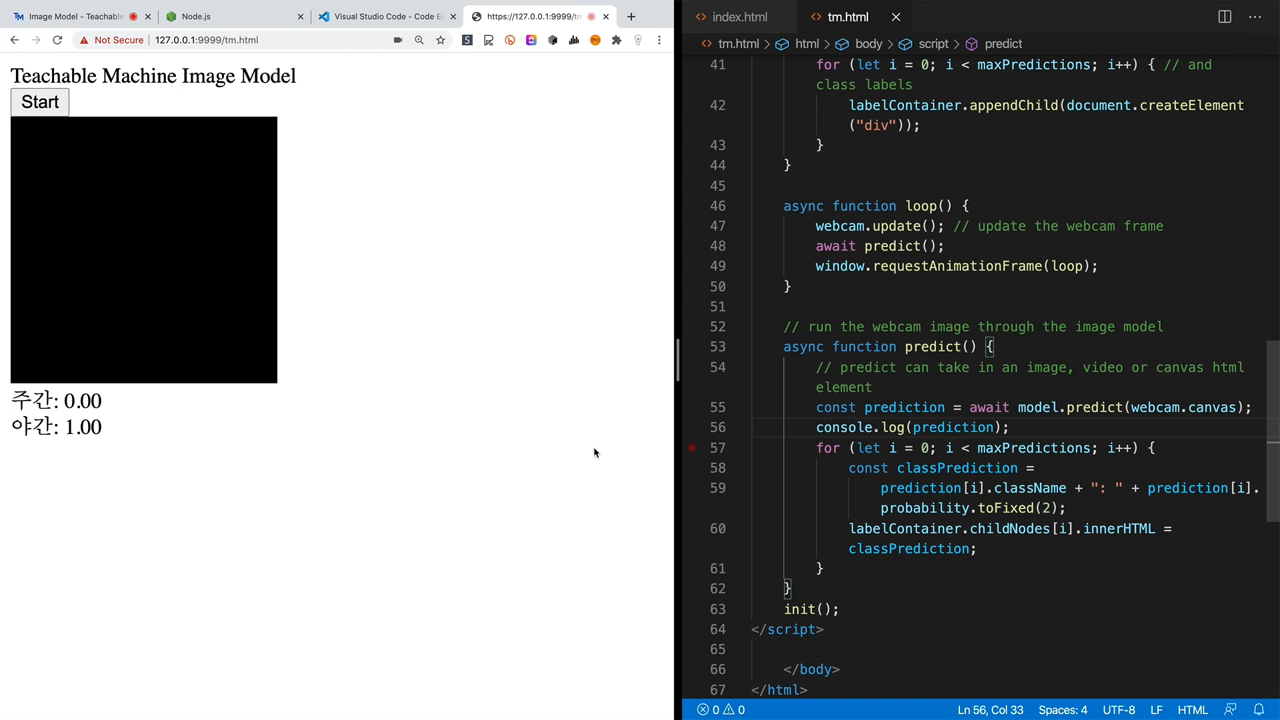 Image Model - Teachable
Node.js
Visual Studio Code - Code Ed
https://127.0.0.1:9999/tm
Not Secure
127.0.0.1:9999/tm.html
Teachable Machine Image Model
Start
주간: 0.00
야간: 1.00
index.html
tm.html
tm.html > html > body > script > predict
41 for (let i = 0; i < maxPredictions; i++) { // and
class labels
42 labelContainer.appendChild(document.createElement
("div"));
43 }
44 }
45
46 async function loop() {
47 webcam.update(); // update the webcam frame
48 await predict();
49 window.requestAnimationFrame(loop);
50 }
51
52 // run the webcam image through the image model
53 async function predict() {
54 // predict can take in an image, video or canvas html
element
55 const prediction = await model.predict(webcam.canvas);
56 console.log(prediction);
57 for (let i = 0; i < maxPredictions; i++) {
58 const classPrediction =
59 prediction[i].className + ": " + prediction[i].
probability.toFixed(2);
60 labelContainer.childNodes[i].innerHTML =
classPrediction;
61 }
62 }
63 init();
64 </script>
65
66 </body>
67 </html>
0 0
Ln 56, Col 33
Spaces: 4
UTF-8
LF
HTML